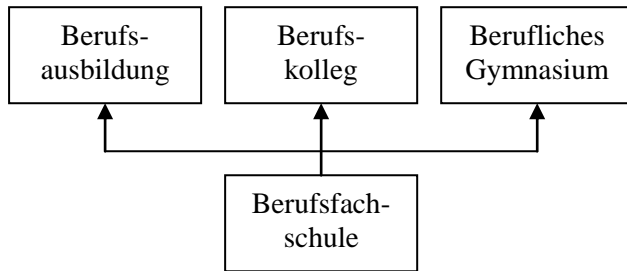 Berufs-
ausbildung
Berufs-
kolleg
Berufliches
Gymnasium
Berufsfach-
schule